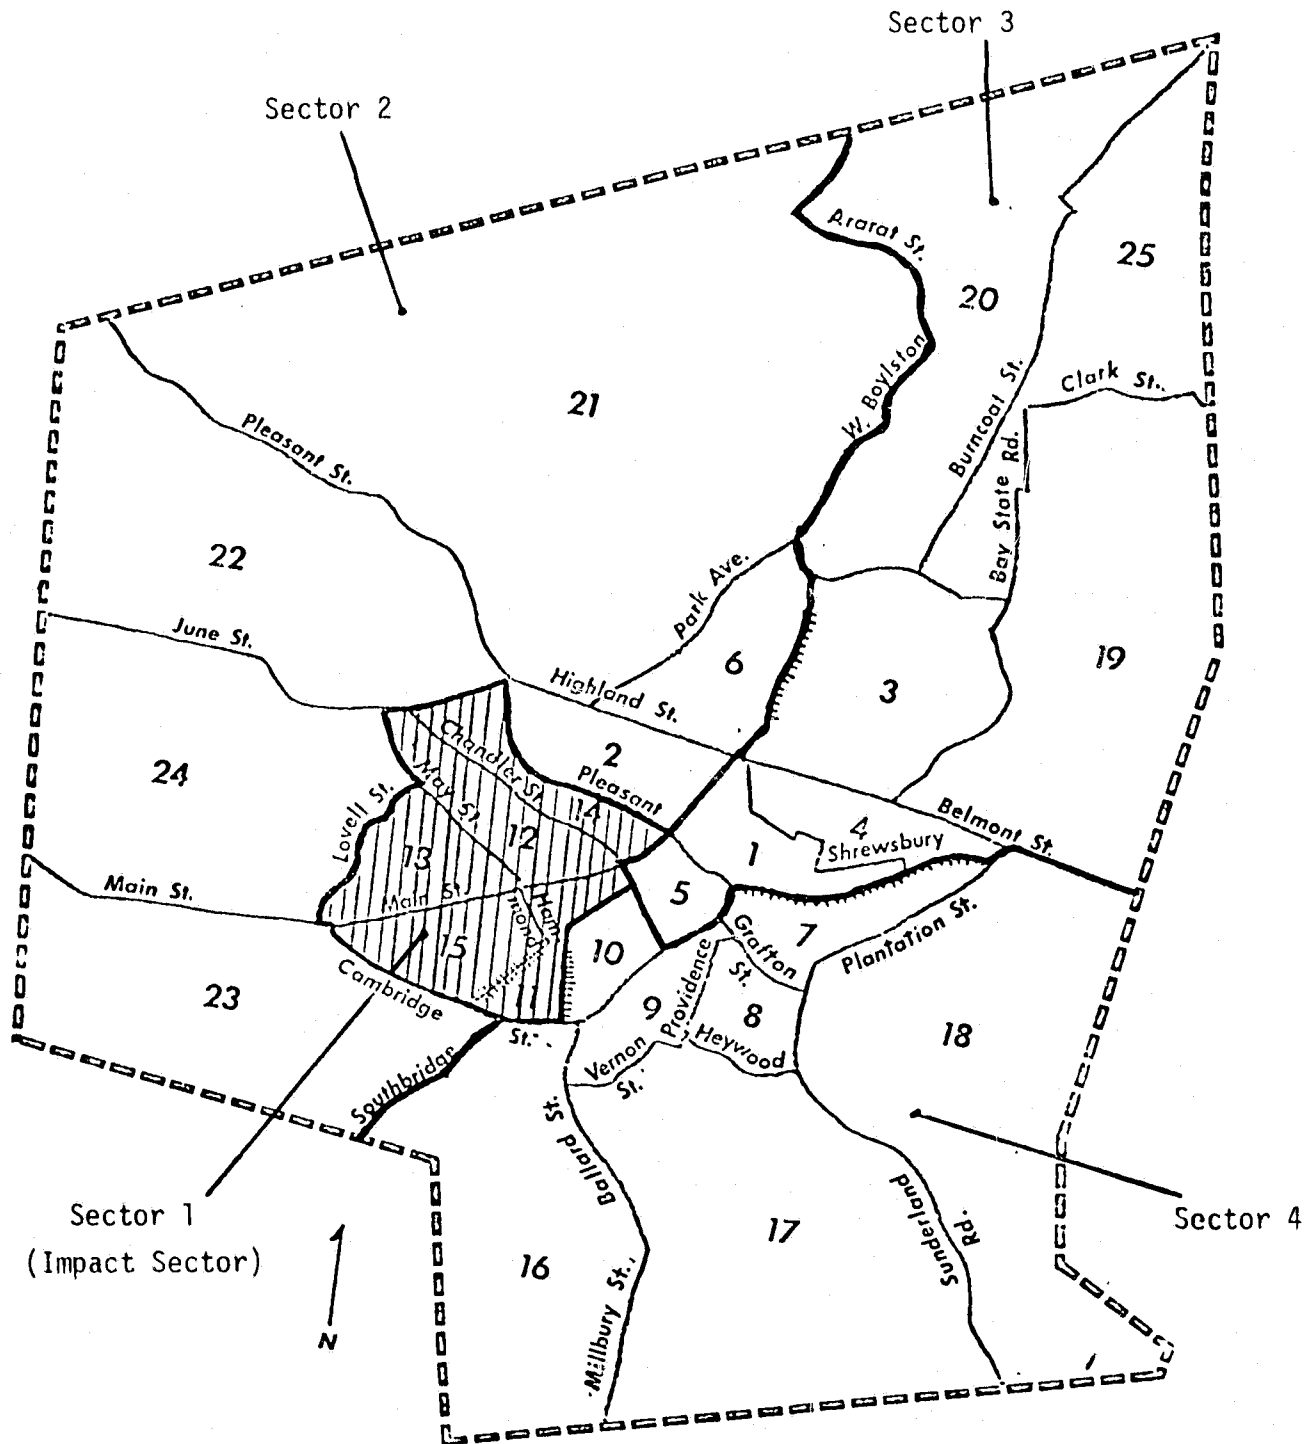 Sector 3
Sector 2
Ararat St.
25
20
W. Boylston
Clark St.
21
Burncoat St.
Pleasant St.
Bay State Rd.
22
Park Ave.
June St.
6
19
Highland St.
3
2
Chandler St.
24
Pleasant
May St.
14
Lovell St.
Belmont St.
12
4
1
Shrewsbury
13
Main St.
Main St.
5
Ham-
mond
Grafton
St.
7
Plantation St.
15
10
Cambridge
St.
23
11
9
Providence
8
18
Vernon
St.
Heywood
Southbridge
Ballard St.
Sector 1
(Impact Sector)
17
Sunderland
Rd.
Sector 4
16
Millbury St.
N